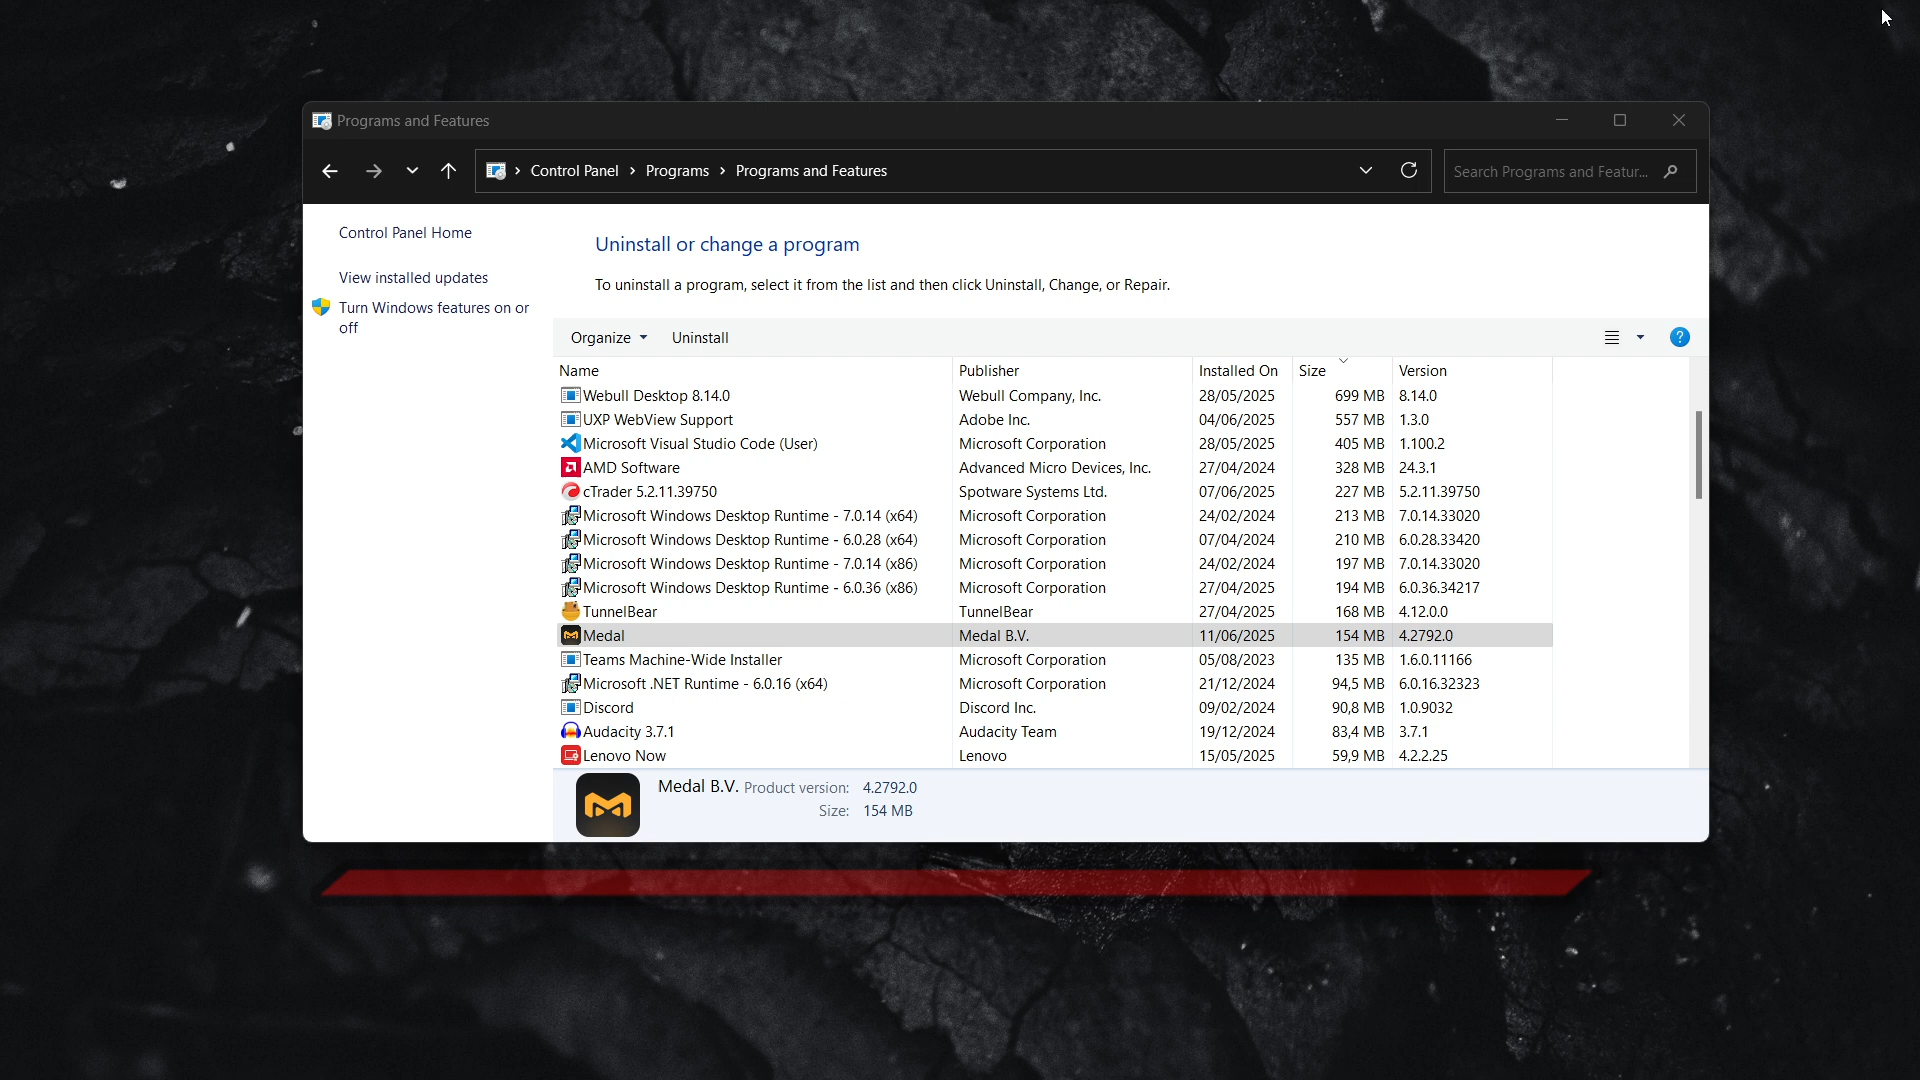 Programs and Features
Control Panel > Programs > Programs and Features
Search Programs and Featur...
Control Panel Home
View installed updates
Turn Windows features on or
off
Uninstall or change a program
To uninstall a program, select it from the list and then click Uninstall, Change, or Repair.
Organize Uninstall
Name Publisher Installed On Size Version
Webull Desktop 8.14.0 Webull Company, Inc. 28/05/2025 699 MB 8.14.0
UXP WebView Support Adobe Inc. 04/06/2025 557 MB 1.3.0
Microsoft Visual Studio Code (User) Microsoft Corporation 28/05/2025 405 MB 1.100.2
AMD Software Advanced Micro Devices, Inc. 27/04/2024 328 MB 24.3.1
cTrader 5.2.11.39750 Spotware Systems Ltd. 07/06/2025 227 MB 5.2.11.39750
Microsoft Windows Desktop Runtime - 7.0.14 (x64) Microsoft Corporation 24/02/2024 213 MB 7.0.14.33020
Microsoft Windows Desktop Runtime - 6.0.28 (x64) Microsoft Corporation 07/04/2024 210 MB 6.0.28.33420
Microsoft Windows Desktop Runtime - 7.0.14 (x86) Microsoft Corporation 24/02/2024 197 MB 7.0.14.33020
Microsoft Windows Desktop Runtime - 6.0.36 (x86) Microsoft Corporation 27/04/2025 194 MB 6.0.36.34217
TunnelBear TunnelBear 27/04/2025 168 MB 4.12.0.0
Medal Medal B.V. 11/06/2025 154 MB 4.2792.0
Teams Machine-Wide Installer Microsoft Corporation 05/08/2023 135 MB 1.6.0.11166
Microsoft .NET Runtime - 6.0.16 (x64) Microsoft Corporation 21/12/2024 94,5 MB 6.0.16.32323
Discord Discord Inc. 09/02/2024 90,8 MB 1.0.9032
Audacity 3.7.1 Audacity Team 19/12/2024 83,4 MB 3.7.1
Lenovo Now Lenovo 15/05/2025 59,9 MB 4.2.2.25
Medal B.V. Product version: 4.2792.0
Size: 154 MB